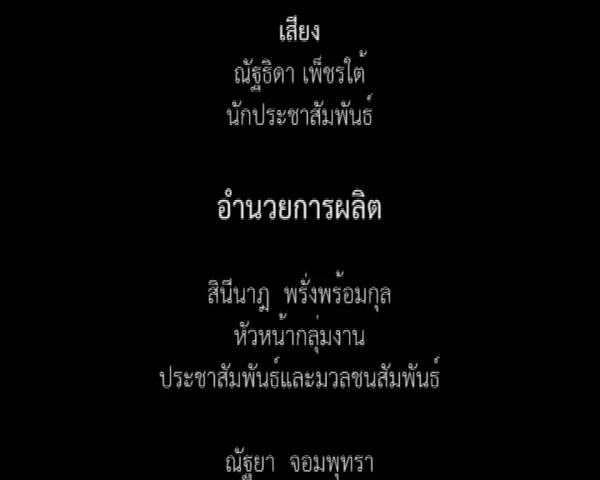 เสียง
ณัฐธิดา เพ็ชรใต้
นักประชาสัมพันธ์
อำนวยการผลิต
สินีนาฎ พรั่งพร้อมกุล
หัวหน้ากลุ่มงาน
ประชาสัมพันธ์และมวลชนสัมพันธ์
ณัฐยา จอมพุทรา